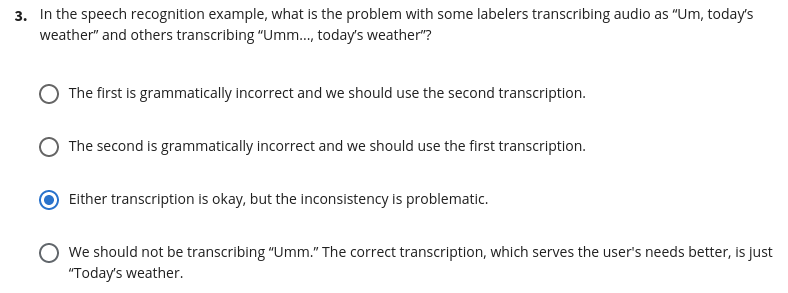 3. In the speech recognition example, what is the problem with some labelers transcribing audio as “Um, today’s
weather” and others transcribing “Umm..., today’s weather”?
The first is grammatically incorrect and we should use the second transcription.
The second is grammatically incorrect and we should use the first transcription.
Either transcription is okay, but the inconsistency is problematic.
We should not be transcribing “Umm.” The correct transcription, which serves the user's needs better, is just
“Today’s weather.